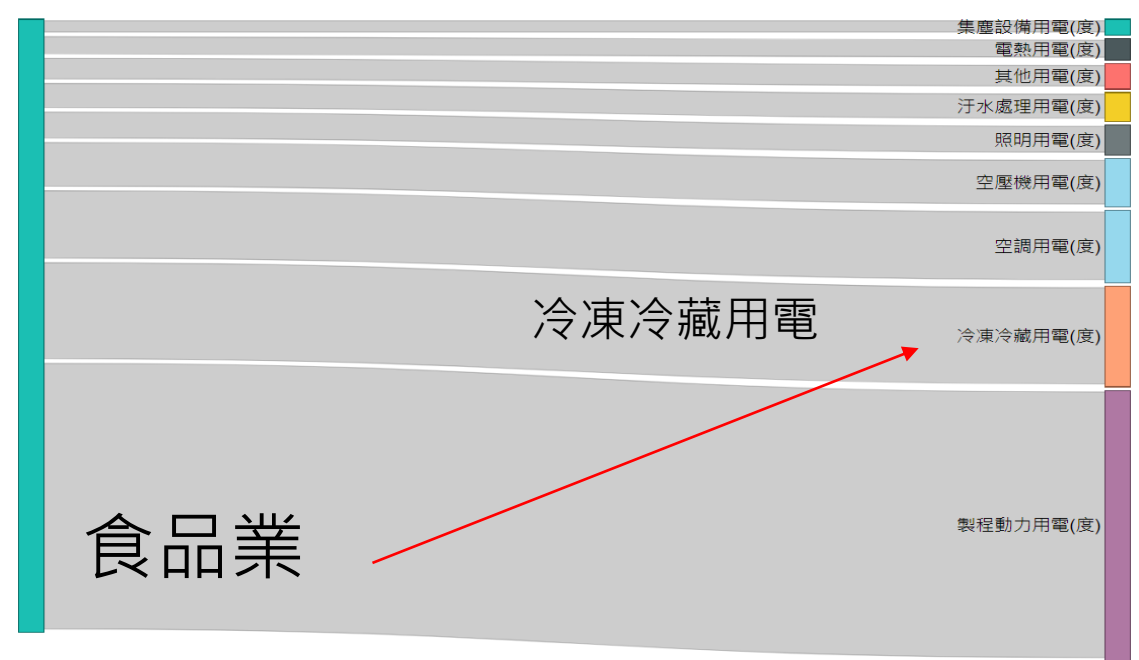 集塵設備用電(度)
電熱用電(度)
其他用電(度)
汙水處理用電(度)
照明用電(度)
空壓機用電(度)
空調用電(度)
冷凍冷藏用電
冷凍冷藏用電(度)
食品業
製程動力用電(度)